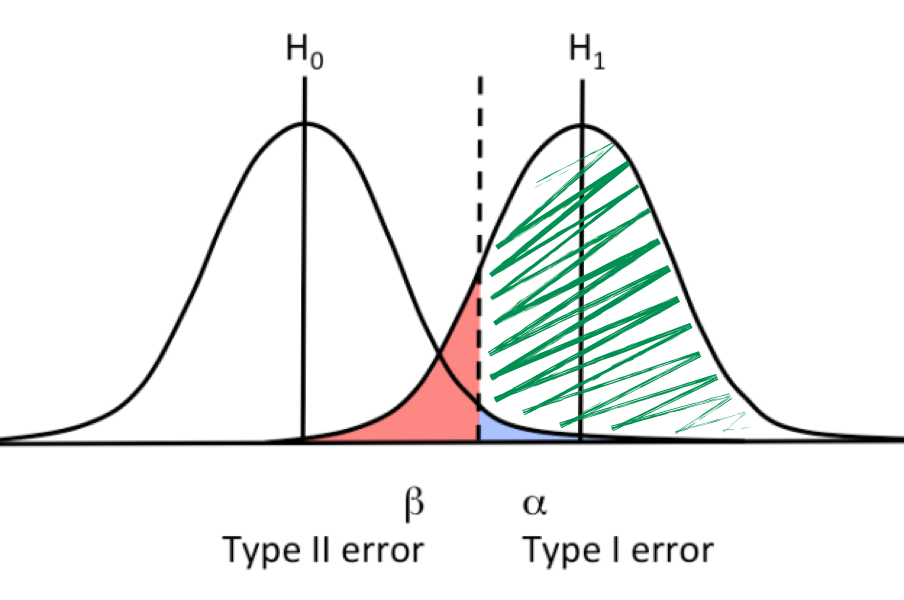 H₀ H₁
β α
Type II error Type I error